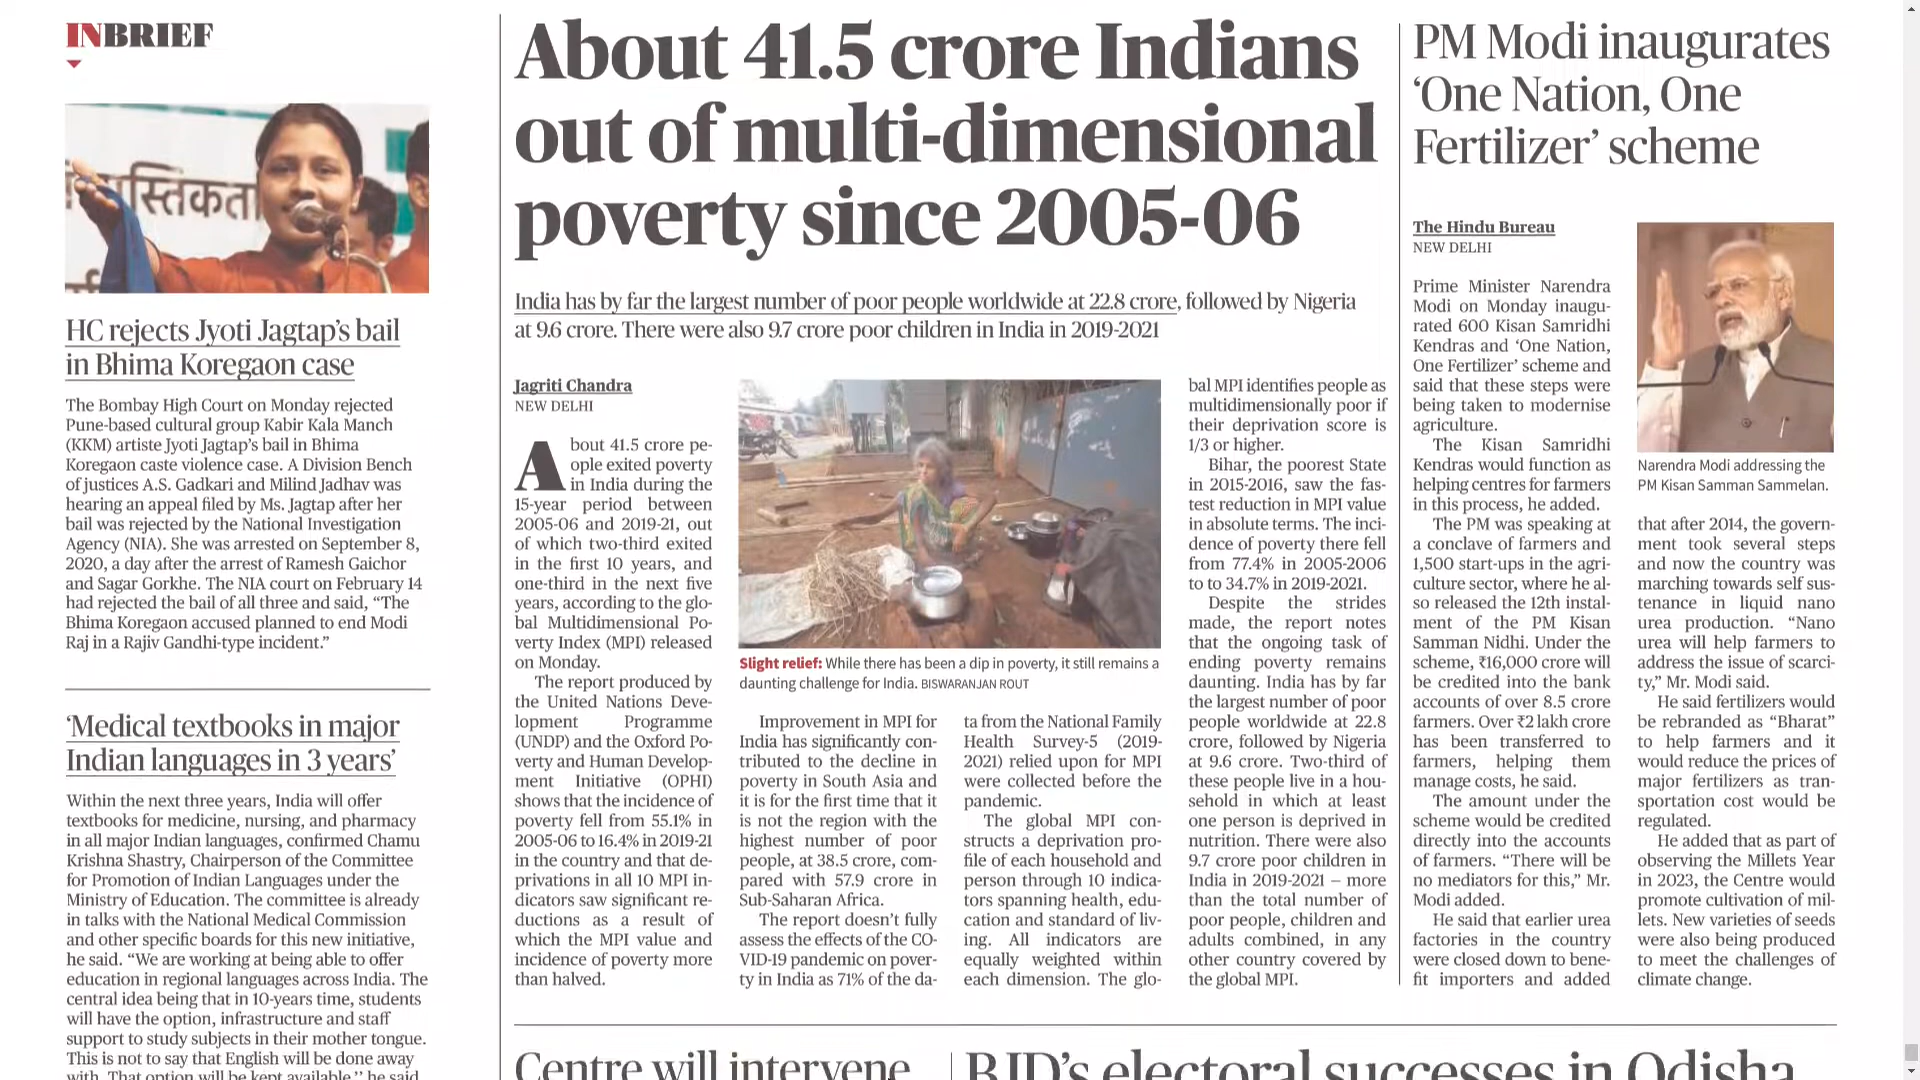 INBRIEF
स्तिकता
HC rejects Jyoti Jagtap’s bail
in Bhima Koregaon case
The Bombay High Court on Monday rejected
Pune-based cultural group Kabir Kala Manch
(KKM) artiste Jyoti Jagtap’s bail in Bhima
Koregaon caste violence case. A Division Bench
of justices A.S. Gadkari and Milind Jadhav was
hearing an appeal filed by Ms. Jagtap after her
bail was rejected by the National Investigation
Agency (NIA). She was arrested on September 8,
2020, a day after the arrest of Ramesh Gaichor
and Sagar Gorkhe. The NIA court on February 14
had rejected the bail of all three and said, “The
Bhima Koregaon accused planned to end Modi
Raj in a Rajiv Gandhi-type incident.”
‘Medical textbooks in major
Indian languages in 3 years’
Within the next three years, India will offer
textbooks for medicine, nursing, and pharmacy
in all major Indian languages, confirmed Chamu
Krishna Shastry, Chairperson of the Committee
for Promotion of Indian Languages under the
Ministry of Education. The committee is already
in talks with the National Medical Commission
and other specific boards for this new initiative,
he said. “We are working at being able to offer
education in regional languages across India. The
central idea being that in 10-years time, students
will have the option, infrastructure and staff
support to study subjects in their mother tongue.
This is not to say that English will be done away
with. That option will be kept available,’’ he said
About 41.5 crore Indians
out of multi-dimensional
poverty since 2005-06
India has by far the largest number of poor people worldwide at 22.8 crore, followed by Nigeria
at 9.6 crore. There were also 9.7 crore poor children in India in 2019-2021
Jagriti Chandra
NEW DELHI
About 41.5 crore pe-
ople exited poverty
in India during the
15-year period between
2005-06 and 2019-21, out
of which two-third exited
in the first 10 years, and
one-third in the next five
years, according to the glo-
bal Multidimensional Po-
verty Index (MPI) released
on Monday.
The report produced by
the United Nations Deve-
lopment Programme
(UNDP) and the Oxford Po-
verty and Human Develop-
ment Initiative (OPHI)
shows that the incidence of
poverty fell from 55.1% in
2005-06 to 16.4% in 2019-21
in the country and that de-
privations in all 10 MPI in-
dicators saw significant re-
ductions as a result of
which the MPI value and
incidence of poverty more
than halved.
Slight relief: While there has been a dip in poverty, it still remains a
daunting challenge for India. BISWARANJAN ROUT
Improvement in MPI for
India has significantly con-
tributed to the decline in
poverty in South Asia and
it is for the first time that it
is not the region with the
highest number of poor
people, at 38.5 crore, com-
pared with 57.9 crore in
Sub-Saharan Africa.
The report doesn’t fully
assess the effects of the CO-
VID-19 pandemic on pover-
ty in India as 71% of the da-
ta from the National Family
Health Survey-5 (2019-
2021) relied upon for MPI
were collected before the
pandemic.
The global MPI con-
structs a deprivation pro-
file of each household and
person through 10 indica-
tors spanning health, edu-
cation and standard of liv-
ing. All indicators are
equally weighted within
each dimension. The glo-
bal MPI identifies people as
multidimensionally poor if
their deprivation score is
1/3 or higher.
Bihar, the poorest State
in 2015-2016, saw the fas-
test reduction in MPI value
in absolute terms. The inci-
dence of poverty there fell
from 77.4% in 2005-2006
to to 34.7% in 2019-2021.
Despite the strides
made, the report notes
that the ongoing task of
ending poverty remains
daunting. India has by far
the largest number of poor
people worldwide at 22.8
crore, followed by Nigeria
at 9.6 crore. Two-third of
these people live in a hou-
sehold in which at least
one person is deprived in
nutrition. There were also
9.7 crore poor children in
India in 2019-2021 — more
than the total number of
poor people, children and
adults combined, in any
other country covered by
the global MPI.
PM Modi inaugurates
‘One Nation, One
Fertilizer’ scheme
The Hindu Bureau
NEW DELHI
Prime Minister Narendra
Modi on Monday inaugu-
rated 600 Kisan Samridhi
Kendras and ‘One Nation,
One Fertilizer’ scheme and
said that these steps were
being taken to modernise
agriculture.
The Kisan Samridhi
Kendras would function as
helping centres for farmers
in this process, he added.
The PM was speaking at
a conclave of farmers and
1,500 start-ups in the agri-
culture sector, where he al-
so released the 12th instal-
ment of the PM Kisan
Samman Nidhi. Under the
scheme, ₹16,000 crore will
be credited into the bank
accounts of over 8.5 crore
farmers. Over ₹2 lakh crore
has been transferred to
farmers, helping them
manage costs, he said.
The amount under the
scheme would be credited
directly into the accounts
of farmers. “There will be
no mediators for this,” Mr.
Modi added.
He said that earlier urea
factories in the country
were closed down to bene-
fit importers and added
Narendra Modi addressing the
PM Kisan Samman Sammelan.
that after 2014, the govern-
ment took several steps
and now the country was
marching towards self sus-
tenance in liquid nano
urea production. “Nano
urea will help farmers to
address the issue of scarci-
ty,” Mr. Modi said.
He said fertilizers would
be rebranded as “Bharat”
to help farmers and it
would reduce the prices of
major fertilizers as tran-
sportation cost would be
regulated.
He added that as part of
observing the Millets Year
in 2023, the Centre would
promote cultivation of mil-
lets. New varieties of seeds
were also being produced
to meet the challenges of
climate change.
Centre will intervene
BJD’s electoral successes in Odisha